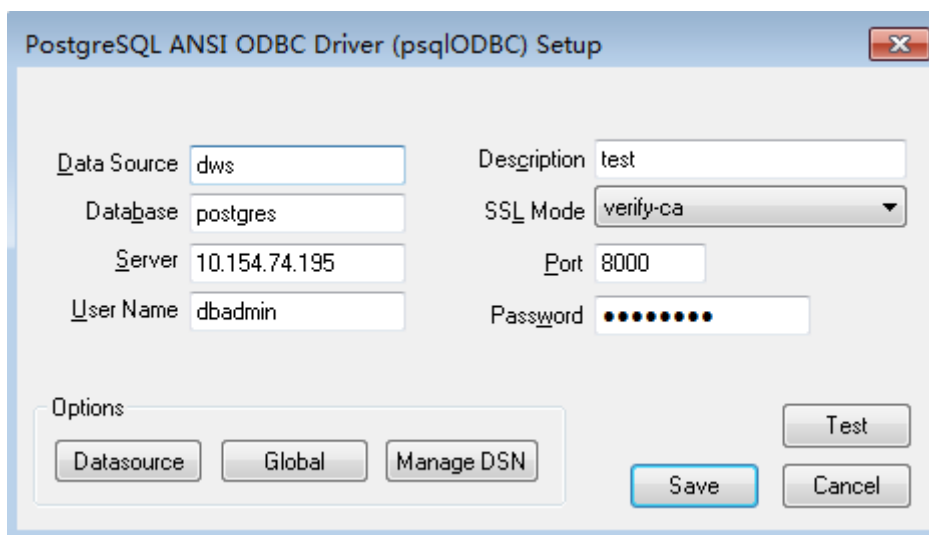 PostgreSQL ANSI ODBC Driver (psqlODBC) Setup
Data Source dws Description test
Database postgres SSL Mode verify-ca
Server 10.154.74.195 Port 8000
User Name dbadmin Password ●●●●●●●●
Options
Datasource Global Manage DSN
Test
Save Cancel